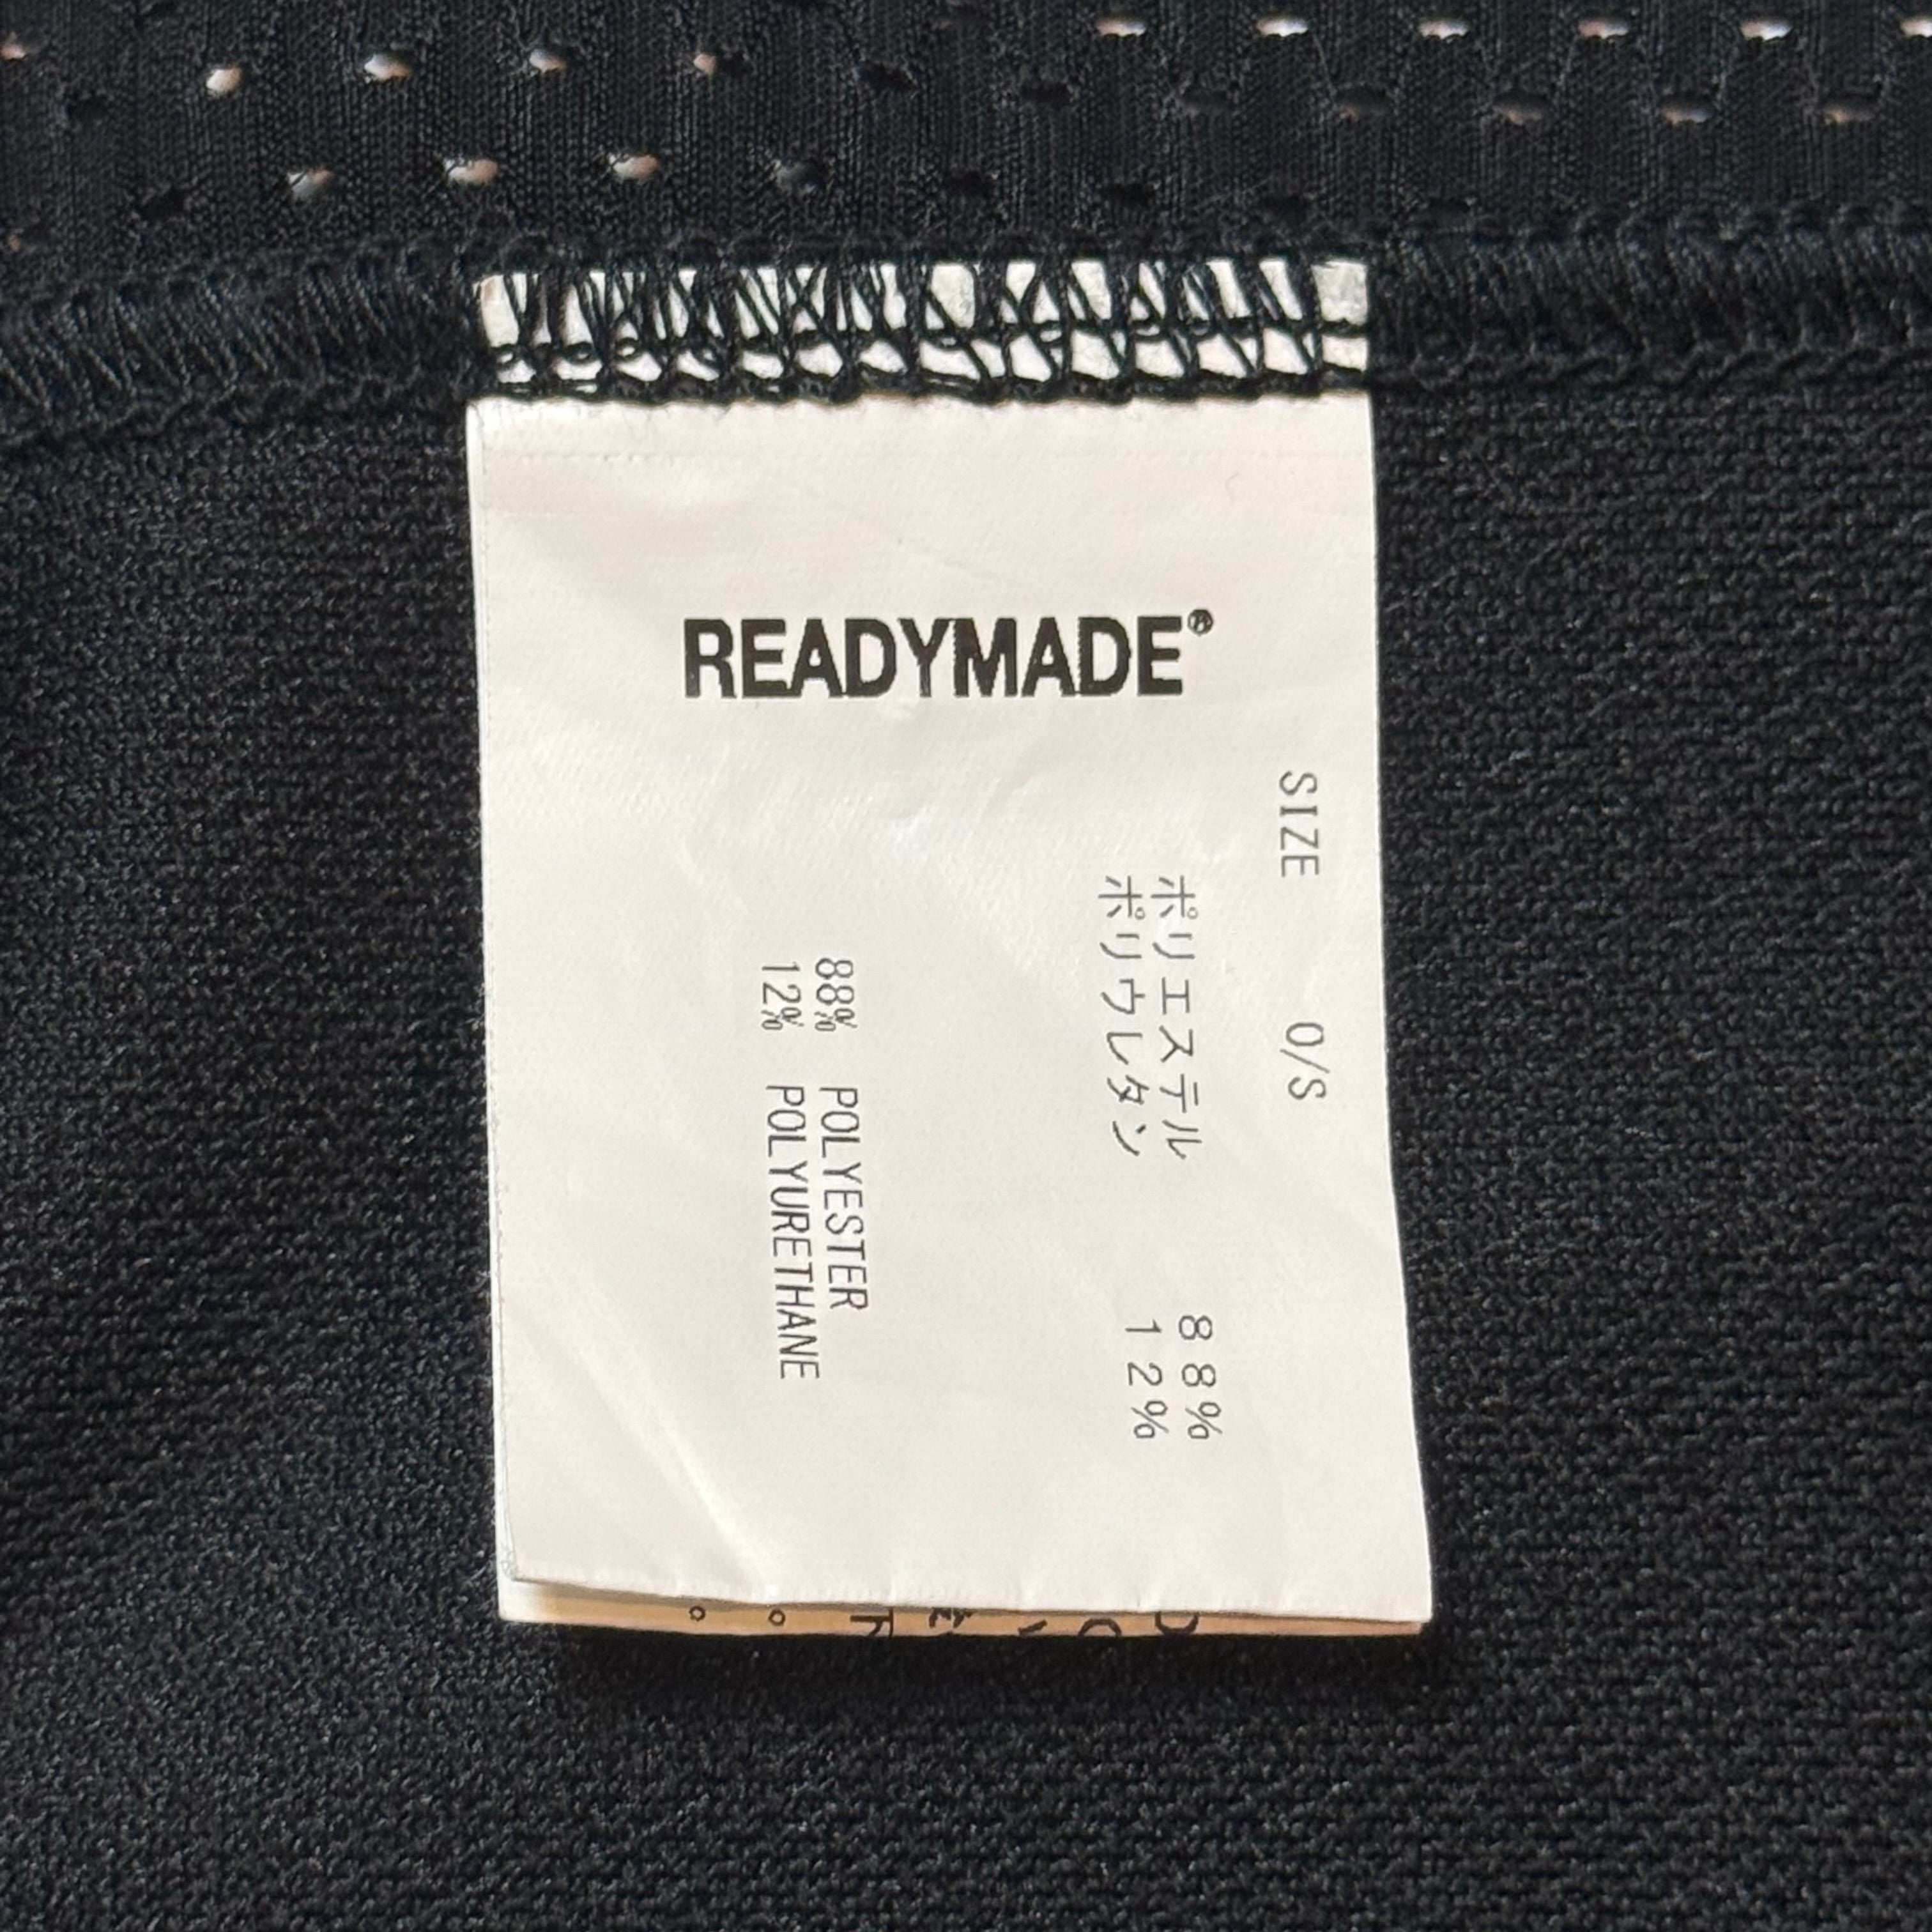 READYMADE®
SIZE O/S
ポリエステル 88%
ポリウレタン 12%
88% POLYESTER
12% POLYURETHANE